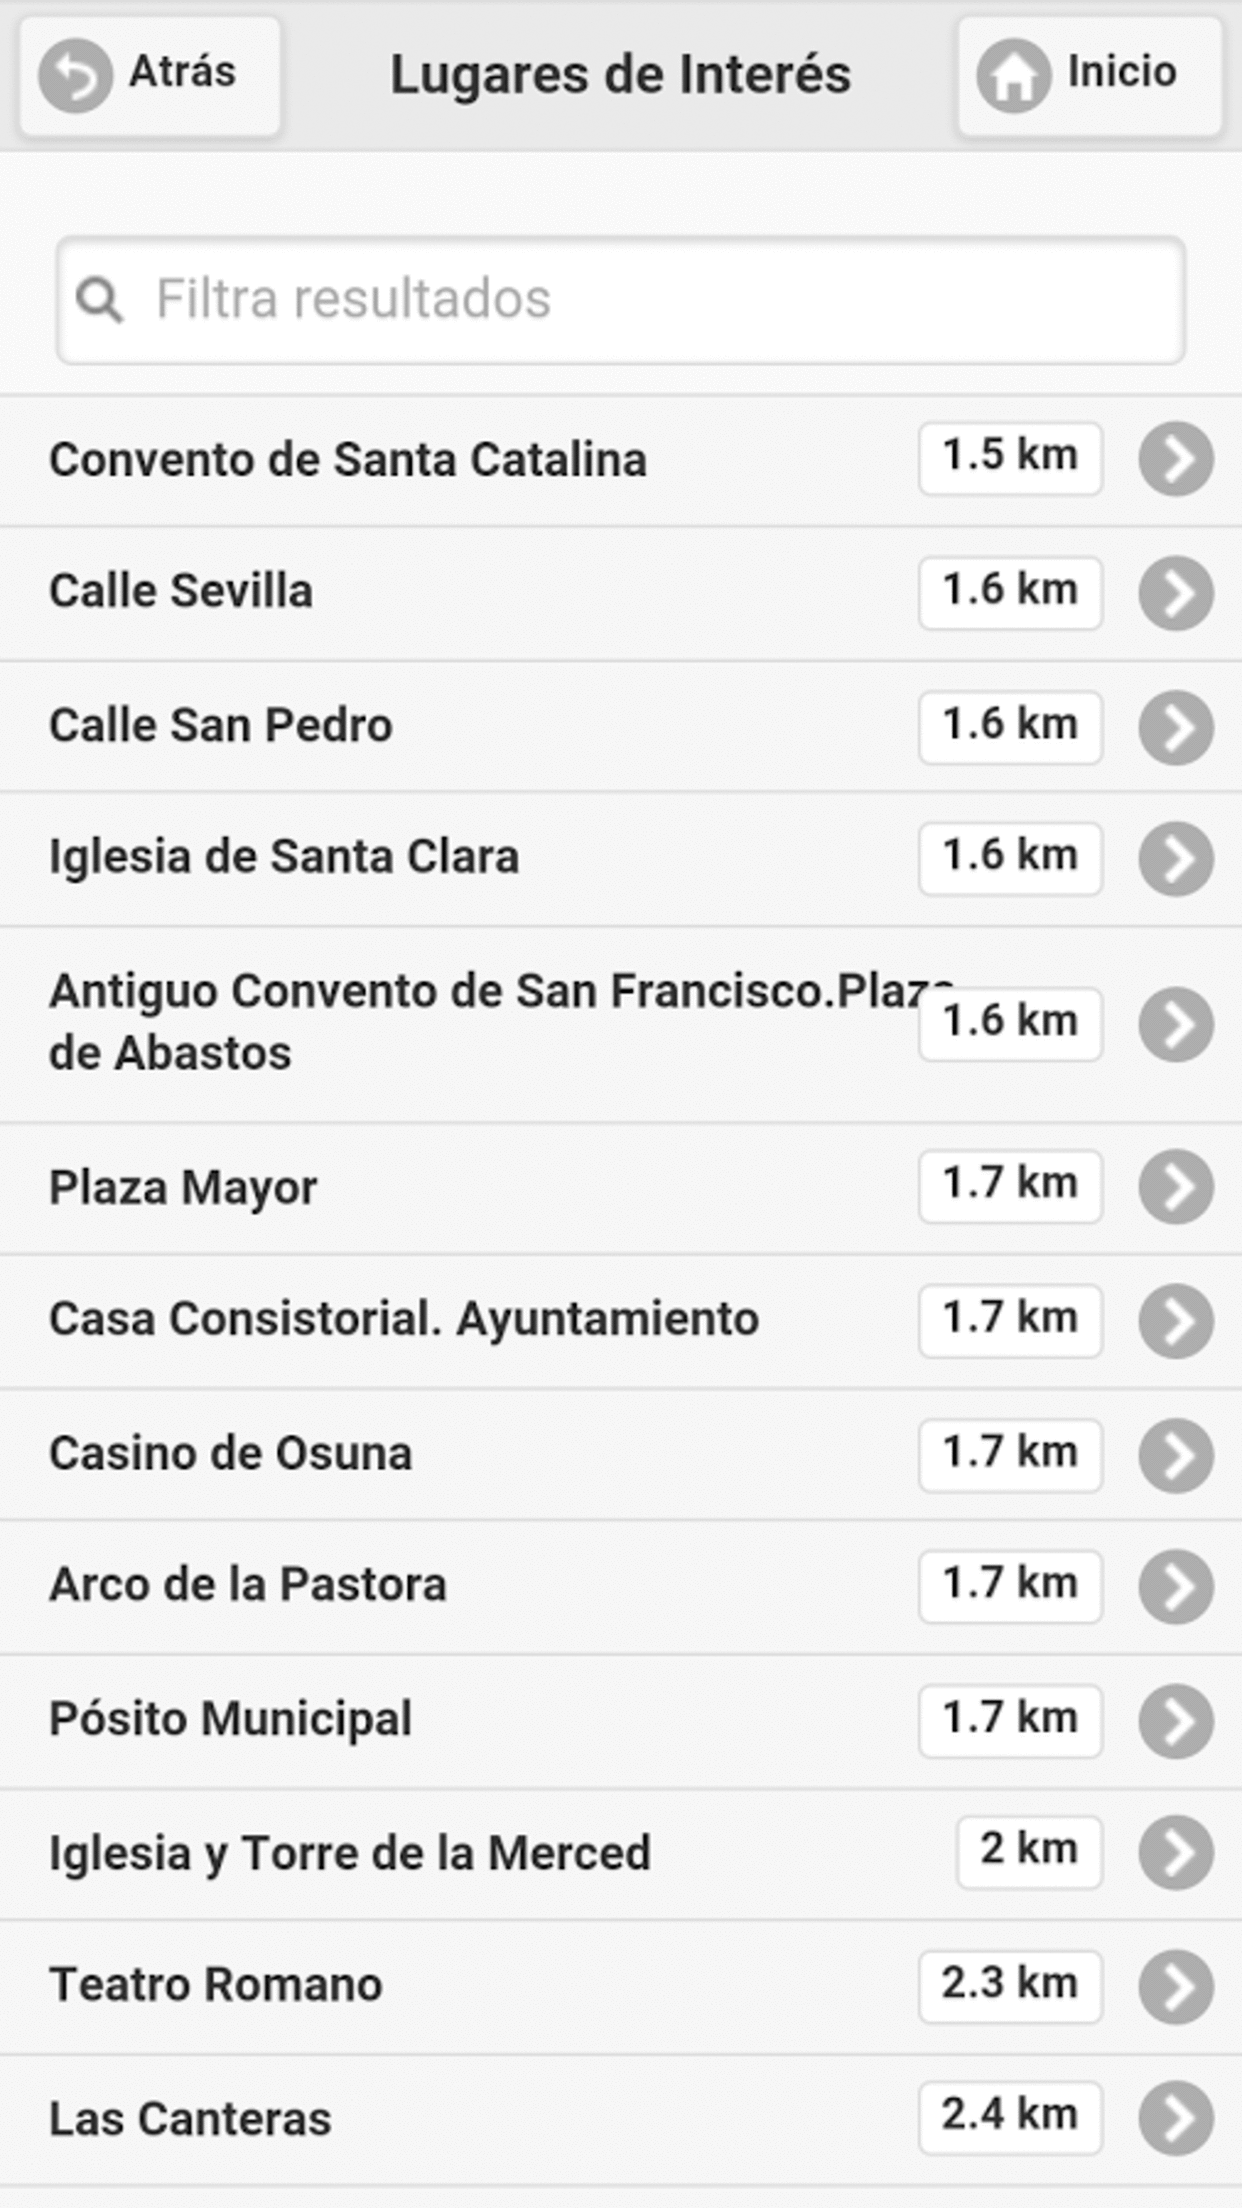 Atrás
Lugares de Interés
Inicio
Filtra resultados
Convento de Santa Catalina 1.5 km
Calle Sevilla 1.6 km
Calle San Pedro 1.6 km
Iglesia de Santa Clara 1.6 km
Antiguo Convento de San Francisco.Plaza
de Abastos
1.6 km
Plaza Mayor 1.7 km
Casa Consistorial. Ayuntamiento 1.7 km
Casino de Osuna 1.7 km
Arco de la Pastora 1.7 km
Pósito Municipal 1.7 km
Iglesia y Torre de la Merced 2 km
Teatro Romano 2.3 km
Las Canteras 2.4 km